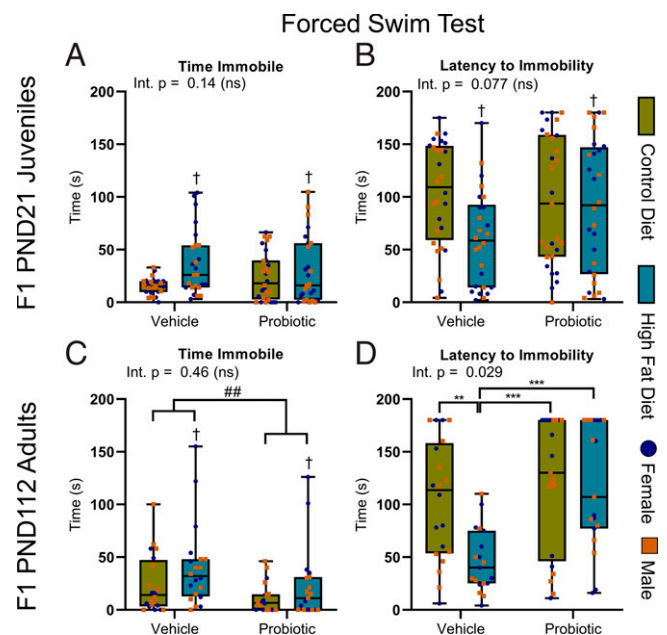 Forced Swim Test
F1 PND21 Juveniles
A
Time Immobile
Int. p = 0.14 (ns)
Time (s)
200
150
100
50
0
†
†
Vehicle
Probiotic
B
Latency to Immobility
Int. p = 0.077 (ns)
Time (s)
200
150
100
50
0
†
†
Vehicle
Probiotic
F1 PND112 Adults
C
Time Immobile
Int. p = 0.46 (ns)
Time (s)
200
150
100
50
0
##
†
†
Vehicle
Probiotic
D
Latency to Immobility
Int. p = 0.029
Time (s)
200
150
100
50
0
**
***
***
Vehicle
Probiotic
Control Diet
High Fat Diet
Female
Male